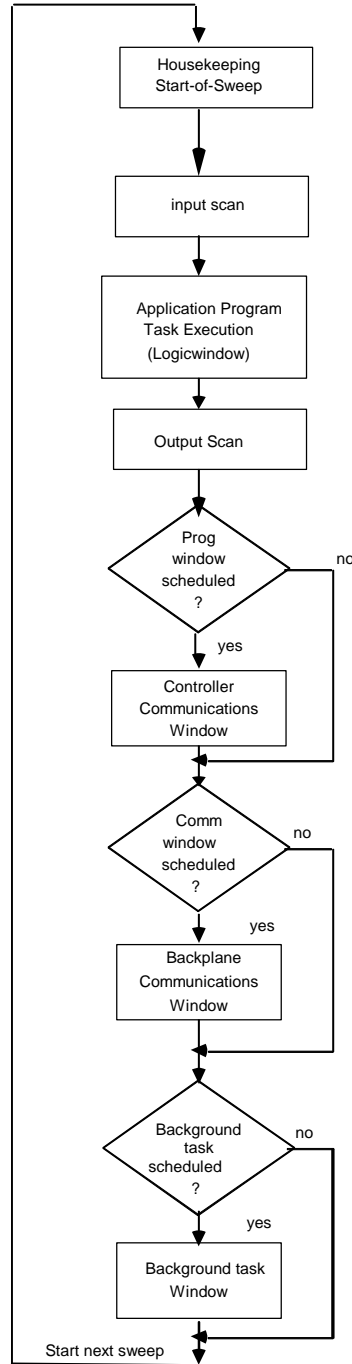 Housekeeping
Start-of-Sweep
input scan
Application Program
Task Execution
(Logicwindow)
Output Scan
Prog
window
scheduled
?
no
yes
Controller
Communications
Window
Comm
window
scheduled
?
no
yes
Backplane
Communications
Window
Background
task
scheduled
?
no
yes
Background task
Window
Start next sweep